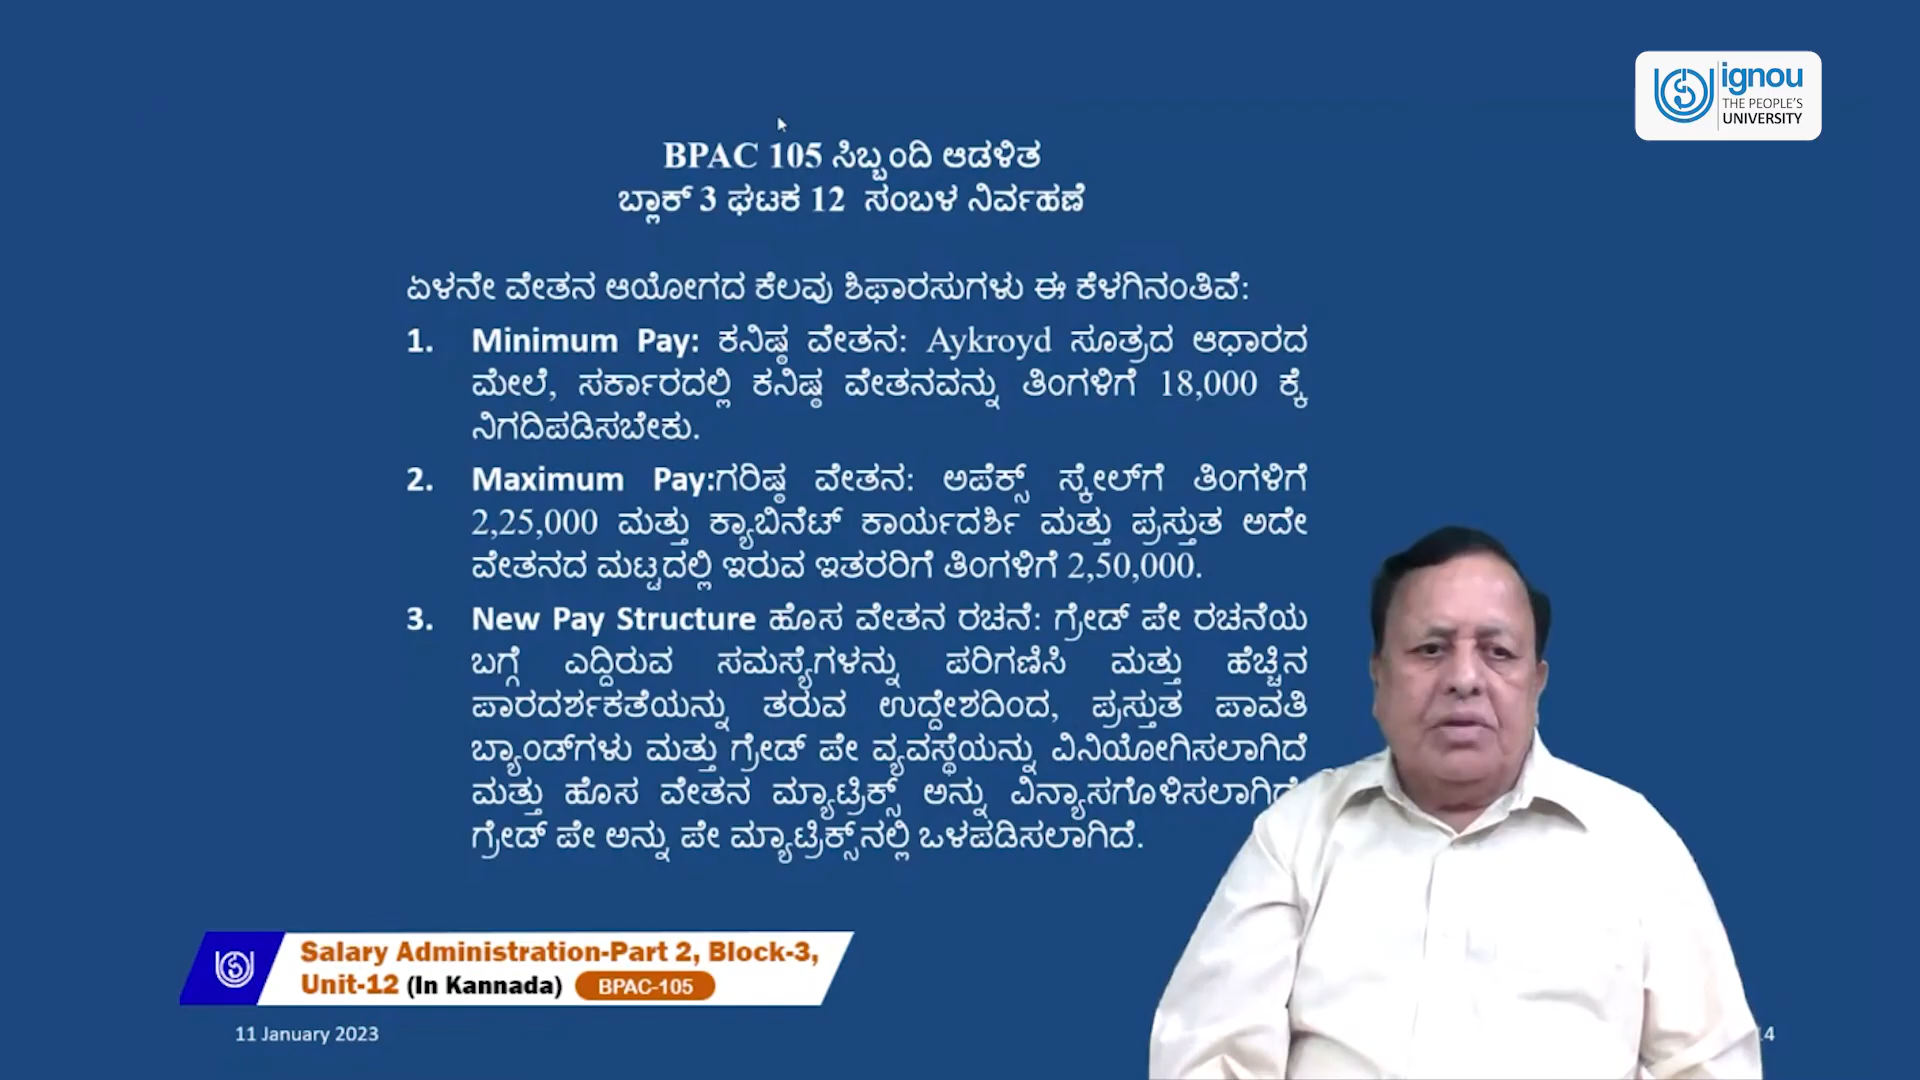 ignou
THE PEOPLE'S
UNIVERSITY
BPAC 105 ಸಿಬ್ಬಂದಿ ಆಡಳಿತ
ಬ್ಲಾಕ್ 3 ಘಟಕ 12 ಸಂಬಳ ನಿರ್ವಹಣೆ
ಏಳನೇ ವೇತನ ಆಯೋಗದ ಕೆಲವು ಶಿಫಾರಸುಗಳು ಈ ಕೆಳಗಿನಂತಿವೆ:
1. Minimum Pay: ಕನಿಷ್ಠ ವೇತನ: Aykroyd ಸೂತ್ರದ ಆಧಾರದ
ಮೇಲೆ, ಸರ್ಕಾರದಲ್ಲಿ ಕನಿಷ್ಠ ವೇತನವನ್ನು ತಿಂಗಳಿಗೆ 18,000 ಕ್ಕೆ
ನಿಗದಿಪಡಿಸಬೇಕು.
2. Maximum Pay:ಗರಿಷ್ಠ ವೇತನ: ಅಪೆಕ್ಸ್ ಸ್ಕೇಲ್‌ಗೆ ತಿಂಗಳಿಗೆ
2,25,000 ಮತ್ತು ಕ್ಯಾಬಿನೆಟ್ ಕಾರ್ಯದರ್ಶಿ ಮತ್ತು ಪ್ರಸ್ತುತ ಅದೇ
ವೇತನದ ಮಟ್ಟದಲ್ಲಿ ಇರುವ ಇತರರಿಗೆ ತಿಂಗಳಿಗೆ 2,50,000.
3. New Pay Structure ಹೊಸ ವೇತನ ರಚನೆ: ಗ್ರೇಡ್ ಪೇ ರಚನೆಯ
ಬಗ್ಗೆ ಎದ್ದಿರುವ ಸಮಸ್ಯೆಗಳನ್ನು ಪರಿಗಣಿಸಿ ಮತ್ತು ಹೆಚ್ಚಿನ
ಪಾರದರ್ಶಕತೆಯನ್ನು ತರುವ ಉದ್ದೇಶದಿಂದ, ಪ್ರಸ್ತುತ ಪಾವತಿ
ಬ್ಯಾಂಡ್‌ಗಳು ಮತ್ತು ಗ್ರೇಡ್ ಪೇ ವ್ಯವಸ್ಥೆಯನ್ನು ವಿನಿಯೋಗಿಸಲಾಗಿದೆ
ಮತ್ತು ಹೊಸ ವೇತನ ಮ್ಯಾಟ್ರಿಕ್ಸ್ ಅನ್ನು ವಿನ್ಯಾಸಗೊಳಿಸಲಾಗಿದೆ
ಗ್ರೇಡ್ ಪೇ ಅನ್ನು ಪೇ ಮ್ಯಾಟ್ರಿಕ್ಸ್‌ನಲ್ಲಿ ಒಳಪಡಿಸಲಾಗಿದೆ.
Salary Administration-Part 2, Block-3,
Unit-12 (In Kannada) BPAC-105
11 January 2023